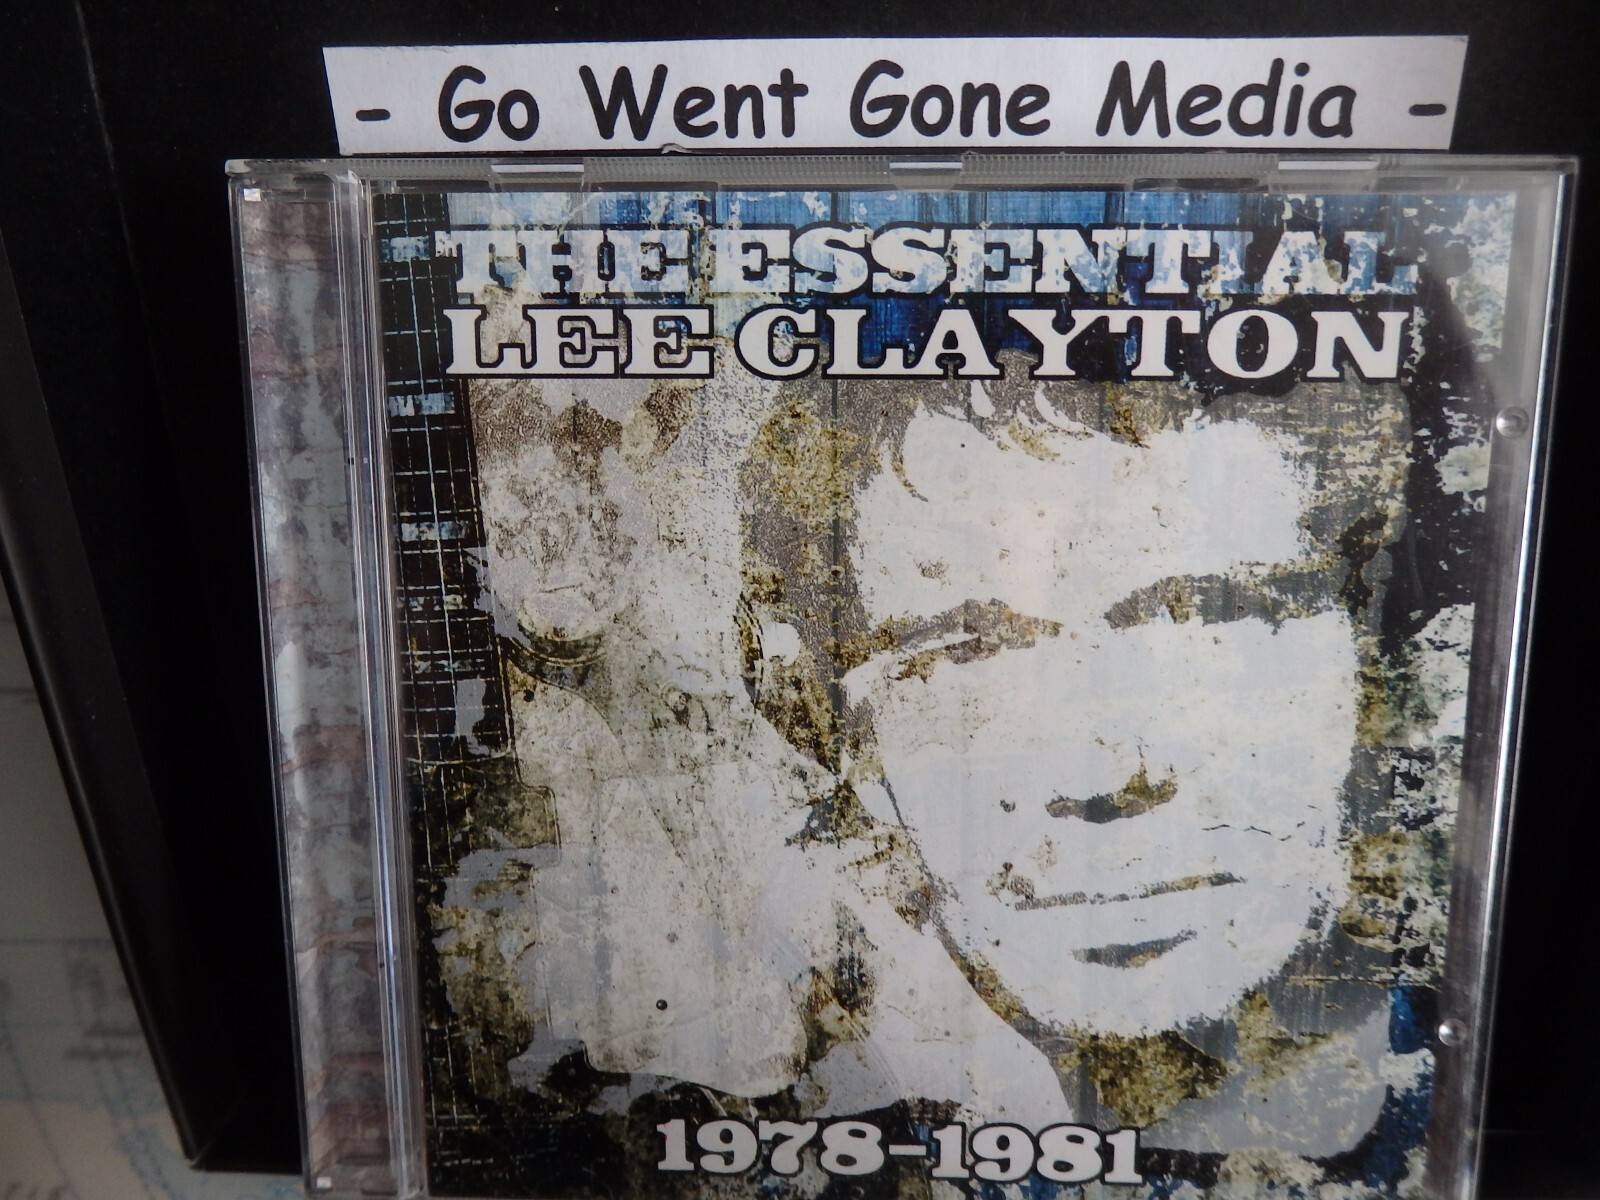 - Go Went Gone Media -
THE ESSENTIAL
LEE CLAYTON
1978-1981